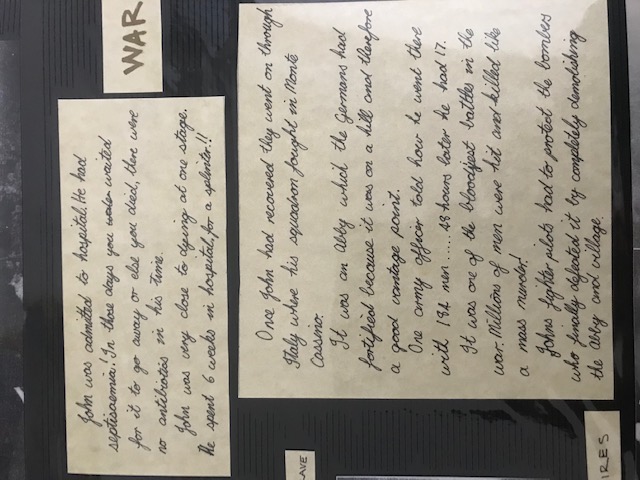 John was admitted to hospital. He had
septisaemia! In those days you waited
for it to go away or else you died, there were
no antibiotics in his time.
John was very close to dying at one stage.
He spent 6 weeks in hospital, for a splinter!!
WAR
Once John had recovered they went on through
Italy where his squadron fought in Monte
Cassino.
It was an Abby which the Germans had
fortified because it was on a hill and therefore
a good vantage point.
One army officer told how he went there
with 184 men ..... 48 hours later he had 17.
It was one of the bloodiest battles in the
war. Millions of men were hit and killed like
a mass murder!
Johns fighter pilots had to protect the bombers
who finally defeated it by completely demolishing
the Abby and village.
AVE
IRES